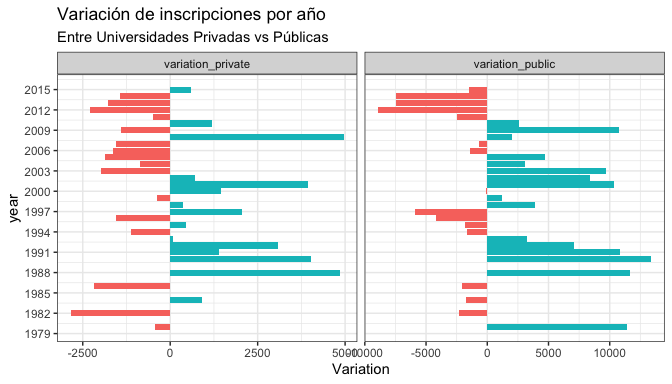 Variación de inscripciones por año
Entre Universidades Privadas vs Públicas
variation_private variation_public
year
2015
2012
2009
2006
2003
2000
1997
1994
1991
1988
1985
1982
1979
-2500 0 2500 5000 -10000 -5000 0 5000 10000
Variation